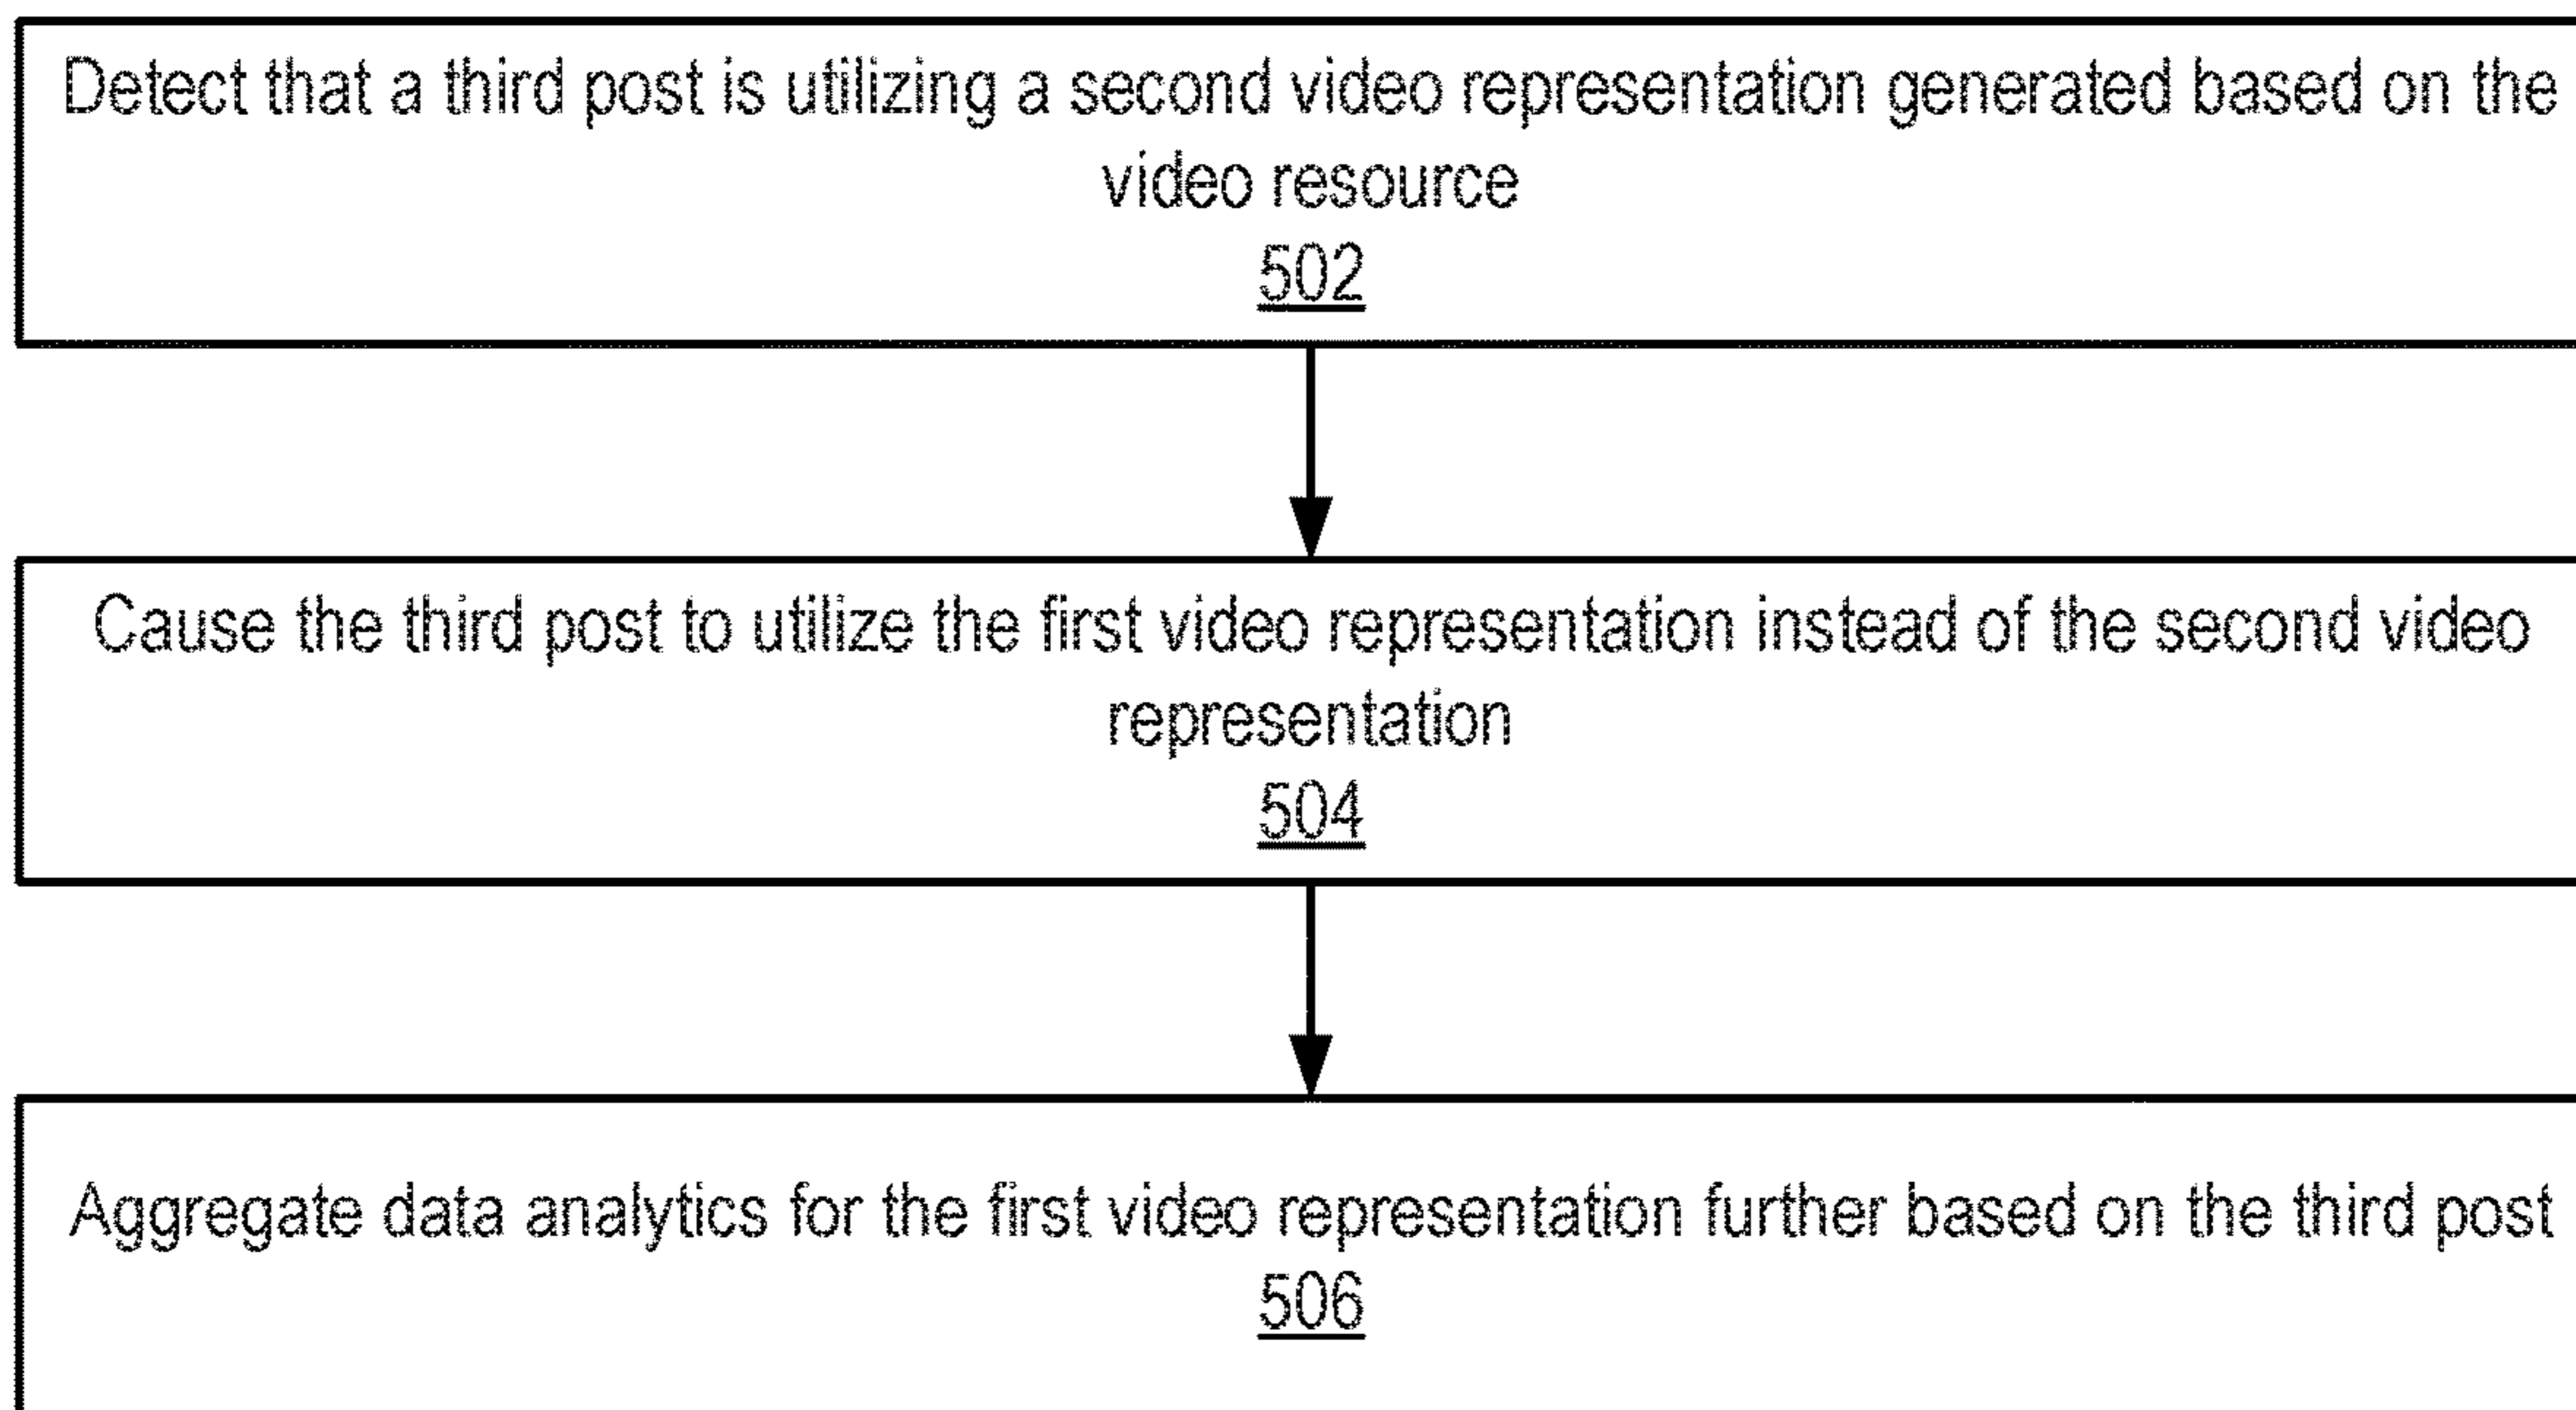 Detect that a third post is utilizing a second video representation generated based on the
video resource
502
Cause the third post to utilize the first video representation instead of the second video
representation
504
Aggregate data analytics for the first video representation further based on the third post
506